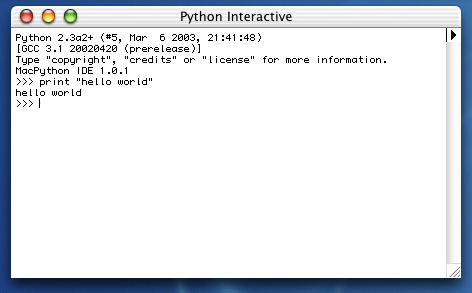 Python Interactive
Python 2.3a2+ (#5, Mar  6 2003, 21:41:48)
[GCC 3.1 20020420 (prerelease)]
Type "copyright", "credits" or "license" for more information.
MacPython IDE 1.0.1
>>> print "hello world"
hello world
>>>